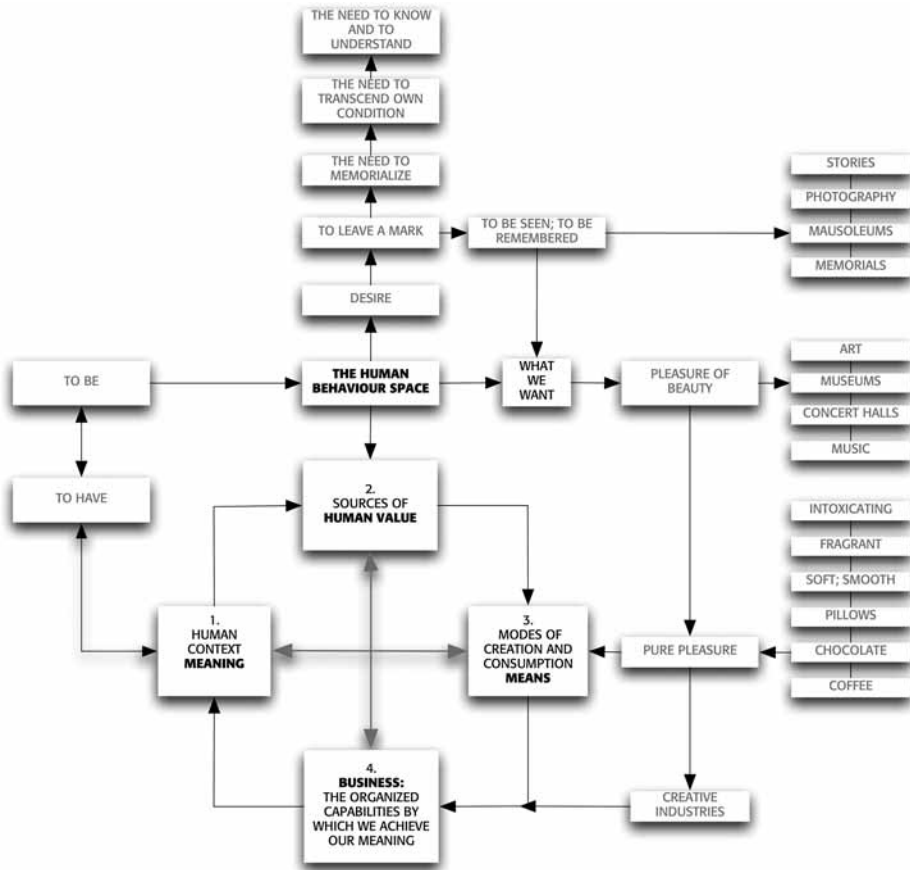 THE NEED TO KNOW
AND TO
UNDERSTAND
THE NEED TO
TRANSCEND OWN
CONDITION
THE NEED TO
MEMORIALIZE
TO LEAVE A MARK
TO BE SEEN; TO BE
REMEMBERED
STORIES
PHOTOGRAPHY
MAUSOLEUMS
MEMORIALS
DESIRE
TO BE
THE HUMAN
BEHAVIOUR SPACE
WHAT
WE
WANT
PLEASURE OF
BEAUTY
ART
MUSEUMS
CONCERT HALLS
MUSIC
TO HAVE
2.
SOURCES OF
HUMAN VALUE
INTOXICATING
FRAGRANT
SOFT; SMOOTH
PILLOWS
CHOCOLATE
COFFEE
1.
HUMAN
CONTEXT
MEANING
3.
MODES OF
CREATION AND
CONSUMPTION
MEANS
PURE PLEASURE
4.
BUSINESS:
THE ORGANIZED
CAPABILITIES BY
WHICH WE ACHIEVE
OUR MEANING
CREATIVE
INDUSTRIES